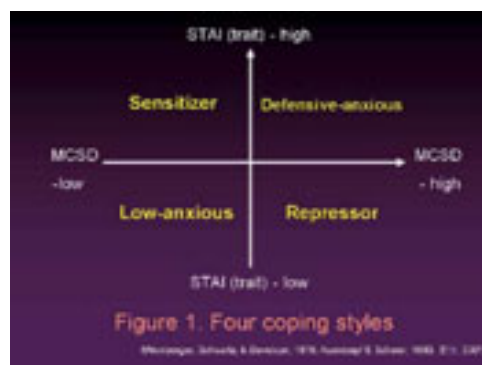 STAI (trait) - high
Sensitizer Defensive-anxious
MCSD MCSD
-low - high
Low-anxious Repressor
STAI (trait) - low
Figure 1. Four coping styles